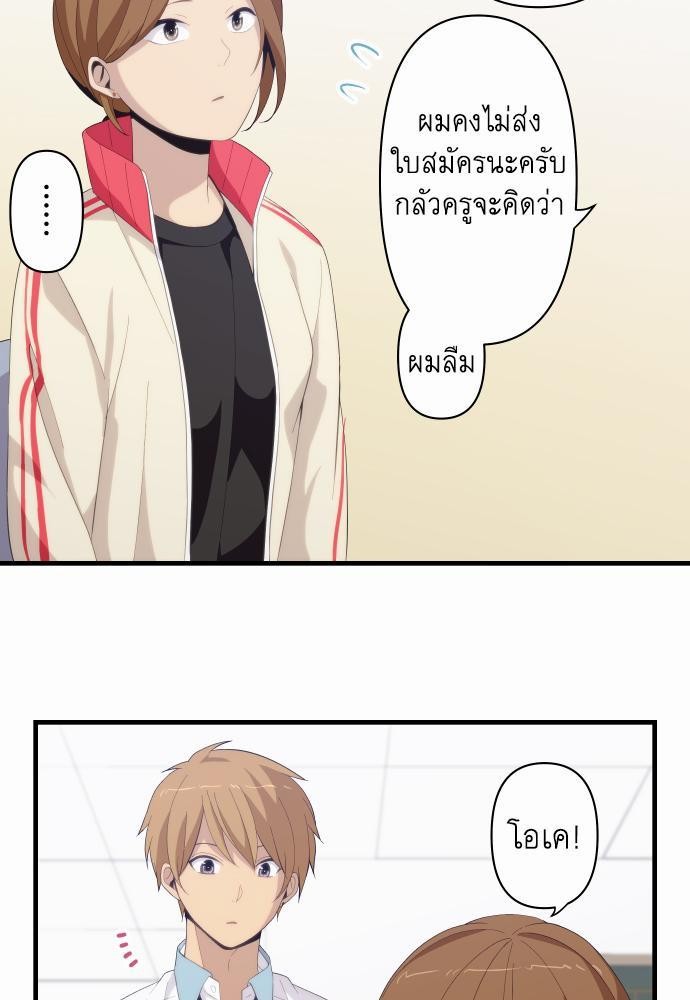 ผมคงไม่ส่ง
ใบสมัครนะครับ
กลัวครูจะคิดว่า
ผมลืม
......
โอเค!